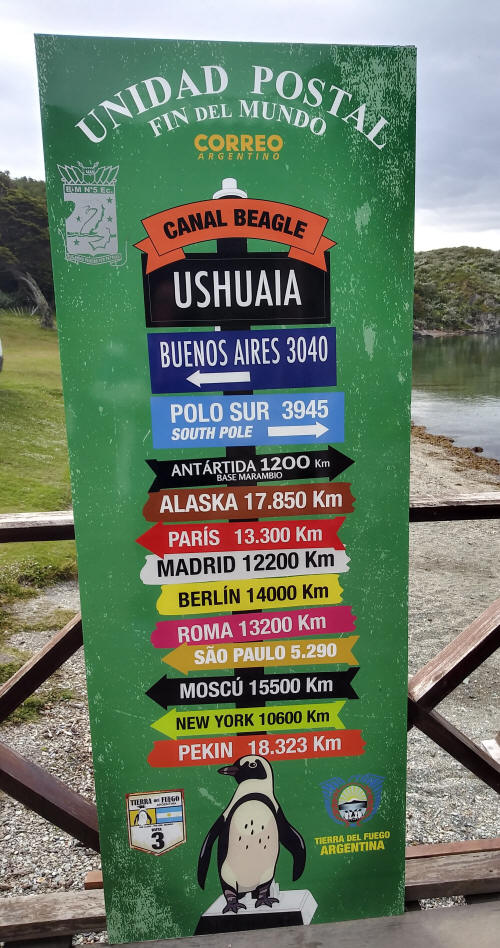 UNIDAD POSTAL
FIN DEL MUNDO
CORREO
ARGENTINO
CANAL BEAGLE
USHUAIA
BUENOS AIRES 3040
POLO SUR 3945
SOUTH POLE
ANTÁRTIDA 1200 Km
BASE MARAMBIO
ALASKA 17.850 Km
PARÍS 13.300 Km
MADRID 12200 Km
BERLÍN 14000 Km
ROMA 13200 Km
SÃO PAULO 5.290
MOSCÚ 15500 Km
NEW YORK 10600 Km
PEKIN 18.323 Km
TIERRA DEL FUEGO
RUTA
3
TIERRA DEL FUEGO
ARGENTINA